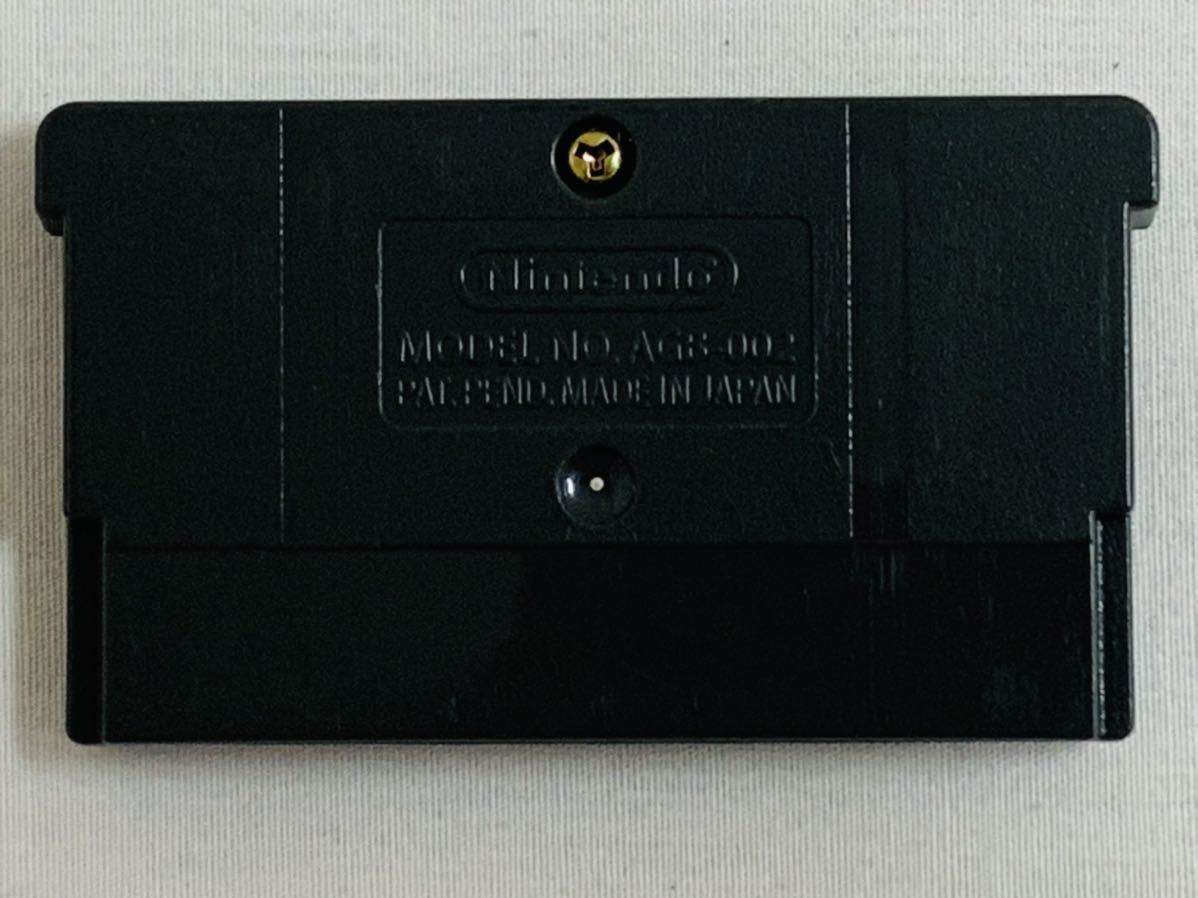 Nintendo®
MODEL NO. AGB-002
PAT. PEND. MADE IN JAPAN